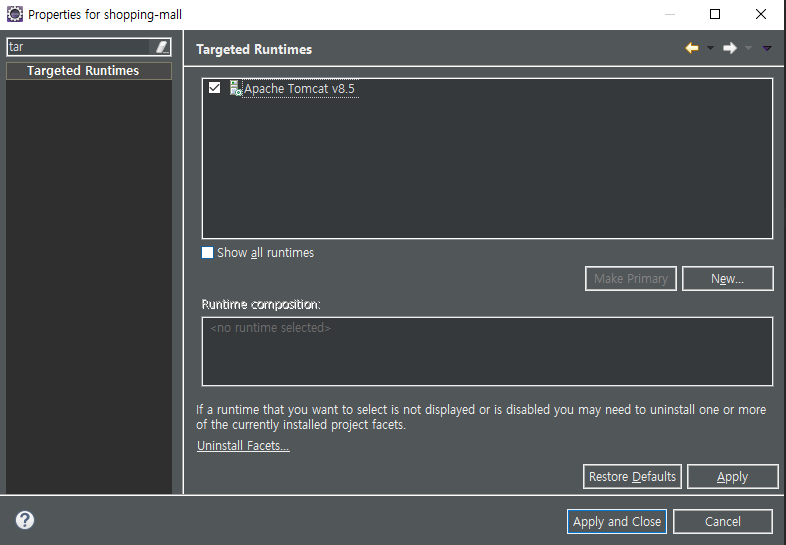 Properties for shopping-mall
tar
Targeted Runtimes
Targeted Runtimes
Apache Tomcat v8.5
Show all runtimes
Make Primary
New...
Runtime composition:
<no runtime selected>
If a runtime that you want to select is not displayed or is disabled you may need to uninstall one or more
of the currently installed project facets.
Uninstall Facets...
Restore Defaults
Apply
?
Apply and Close
Cancel